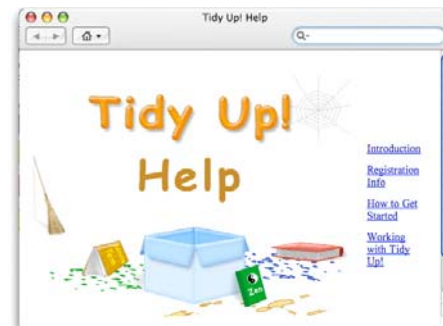 Tidy Up! Help
Tidy Up!
Help
Introduction
Registration
Info
How to Get
Started
Working
with Tidy
Up!
Zen